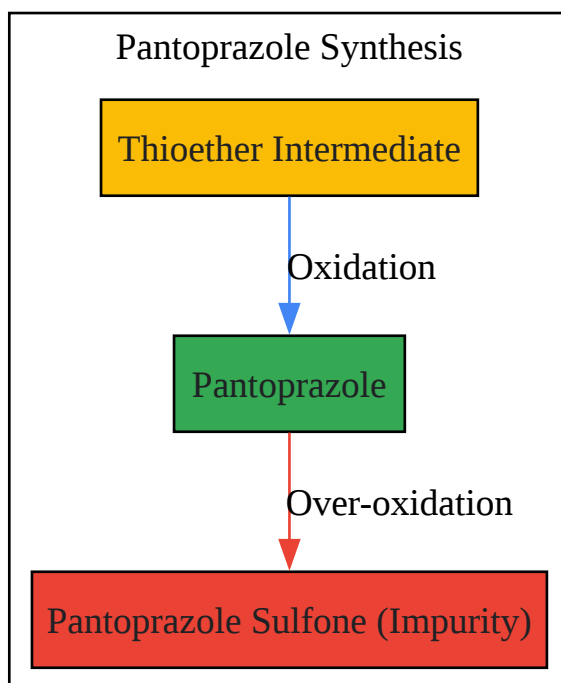 Pantoprazole Synthesis
Thioether Intermediate
Oxidation
Pantoprazole
Over-oxidation
Pantoprazole Sulfone (Impurity)